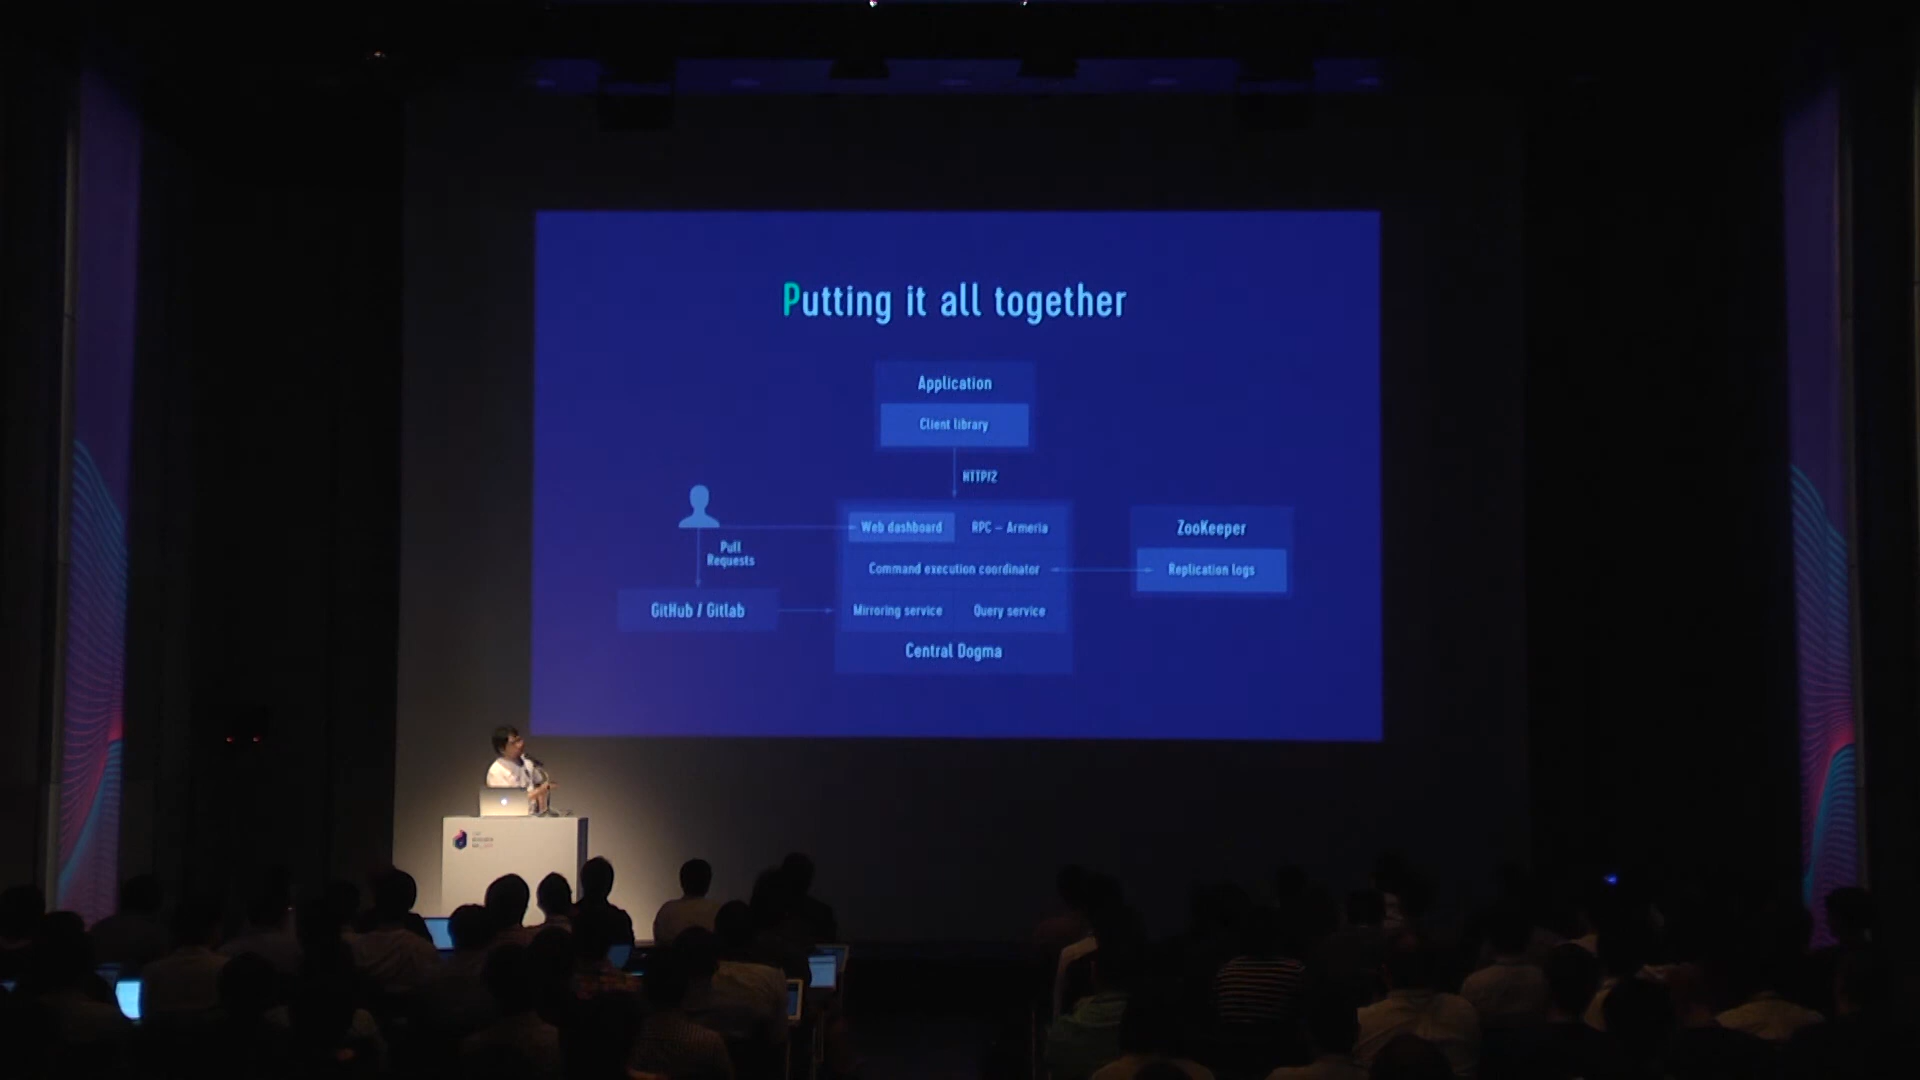 Putting it all together
Application
Client library
HTTP/2
Web dashboard
RPC – Armeria
ZooKeeper
Pull
Requests
Command execution coordinator
Replication logs
GitHub / Gitlab
Mirroring service
Query service
Central Dogma